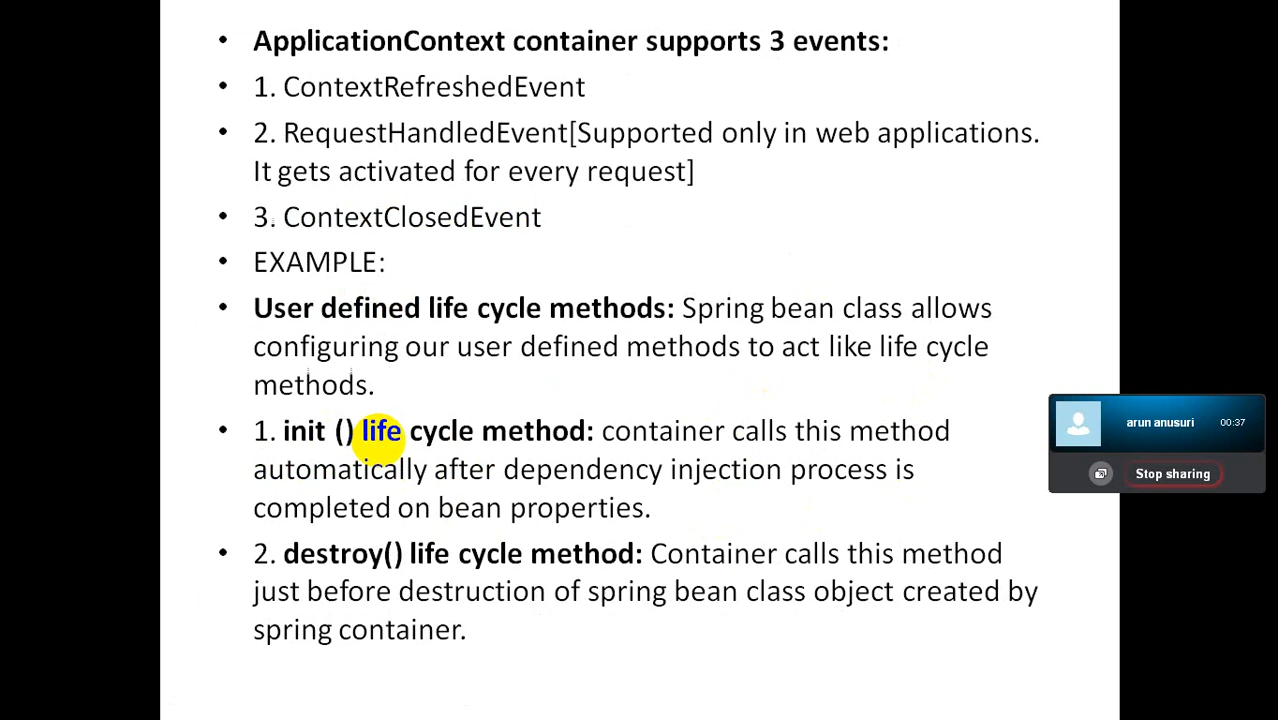 • ApplicationContext container supports 3 events:
• 1. ContextRefreshedEvent
• 2. RequestHandledEvent[Supported only in web applications.
It gets activated for every request]
• 3. ContextClosedEvent
• EXAMPLE:
• User defined life cycle methods: Spring bean class allows
configuring our user defined methods to act like life cycle
methods.
• 1. init () life cycle method: container calls this method
automatically after dependency injection process is
completed on bean properties.
• 2. destroy() life cycle method: Container calls this method
just before destruction of spring bean class object created by
spring container.
arun anusuri 00:37
Stop sharing